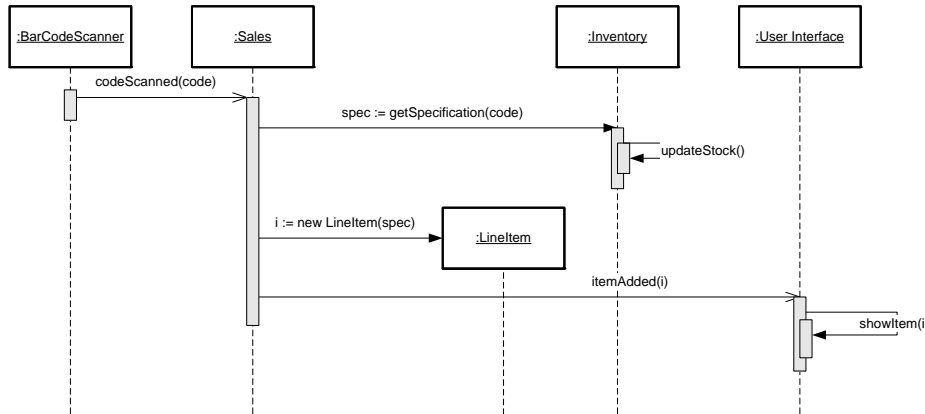 :BarCodeScanner
:Sales
:Inventory
:User Interface
codeScanned(code)
spec := getSpecification(code)
updateStock()
i := new LineItem(spec)
:LineItem
itemAdded(i)
showItem(i